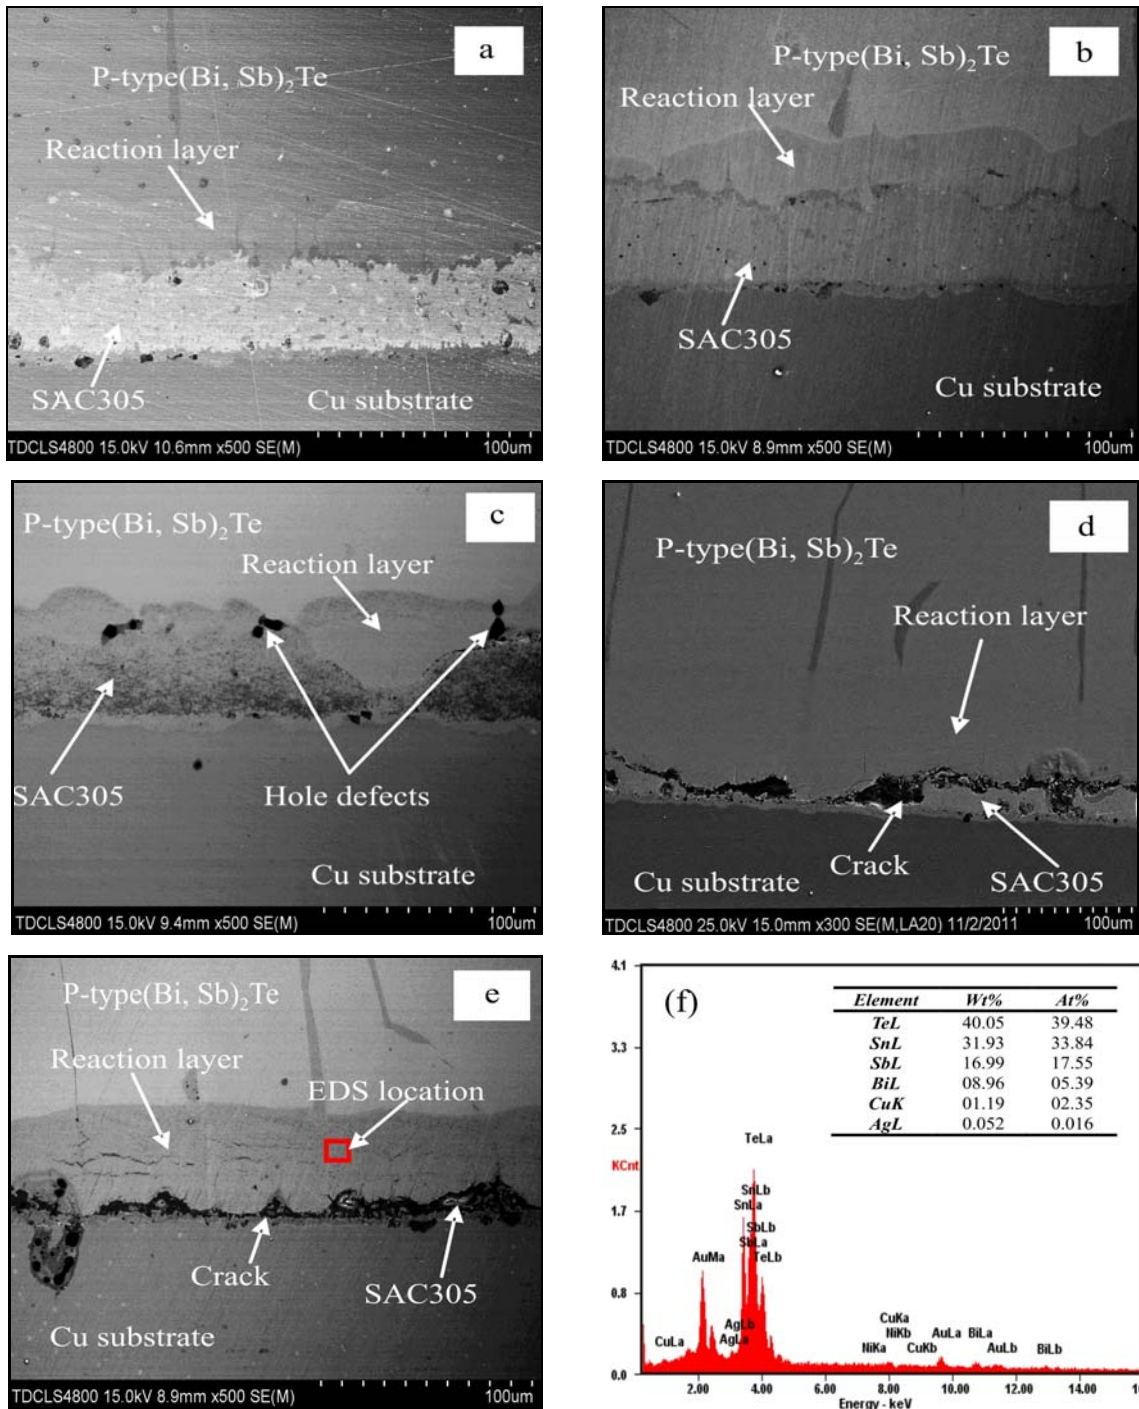 a
P-type(Bi, Sb)2Te
Reaction layer
SAC305
Cu substrate
TDCLS4800 15.0kV 10.6mm x500 SE(M)
100um
b
P-type(Bi, Sb)2Te
Reaction layer
SAC305
Cu substrate
TDCLS4800 15.0kV 8.9mm x500 SE(M)
100um
c
P-type(Bi, Sb)2Te
Reaction layer
SAC305
Hole defects
Cu substrate
TDCLS4800 15.0kV 9.4mm x500 SE(M)
100um
d
P-type(Bi, Sb)2Te
Reaction layer
Crack
Cu substrate
SAC305
TDCLS4800 25.0kV 15.0mm x300 SE(M,LA20) 11/2/2011
100um
e
P-type(Bi, Sb)2Te
Reaction layer
EDS location
Crack
SAC305
Cu substrate
TDCLS4800 15.0kV 8.9mm x500 SE(M)
100um
(f)
Element Wt% At%
TeL 40.05 39.48
SnL 31.93 33.84
SbL 16.99 17.55
BiL 08.96 05.39
CuK 01.19 02.35
AgL 0.052 0.016
4.1
3.3
2.5
KCnt
1.7
0.8
0.0
TeLa
SnLb
SnLa
SbLb
SbLa
TeLb
AuMa
AgLb
AgLa
CuLa
CuKa
NiKb
NiKa
CuKb
AuLa
BiLa
AuLb
BiLb
2.00 4.00 6.00 8.00 10.00 12.00 14.00
Energy - keV